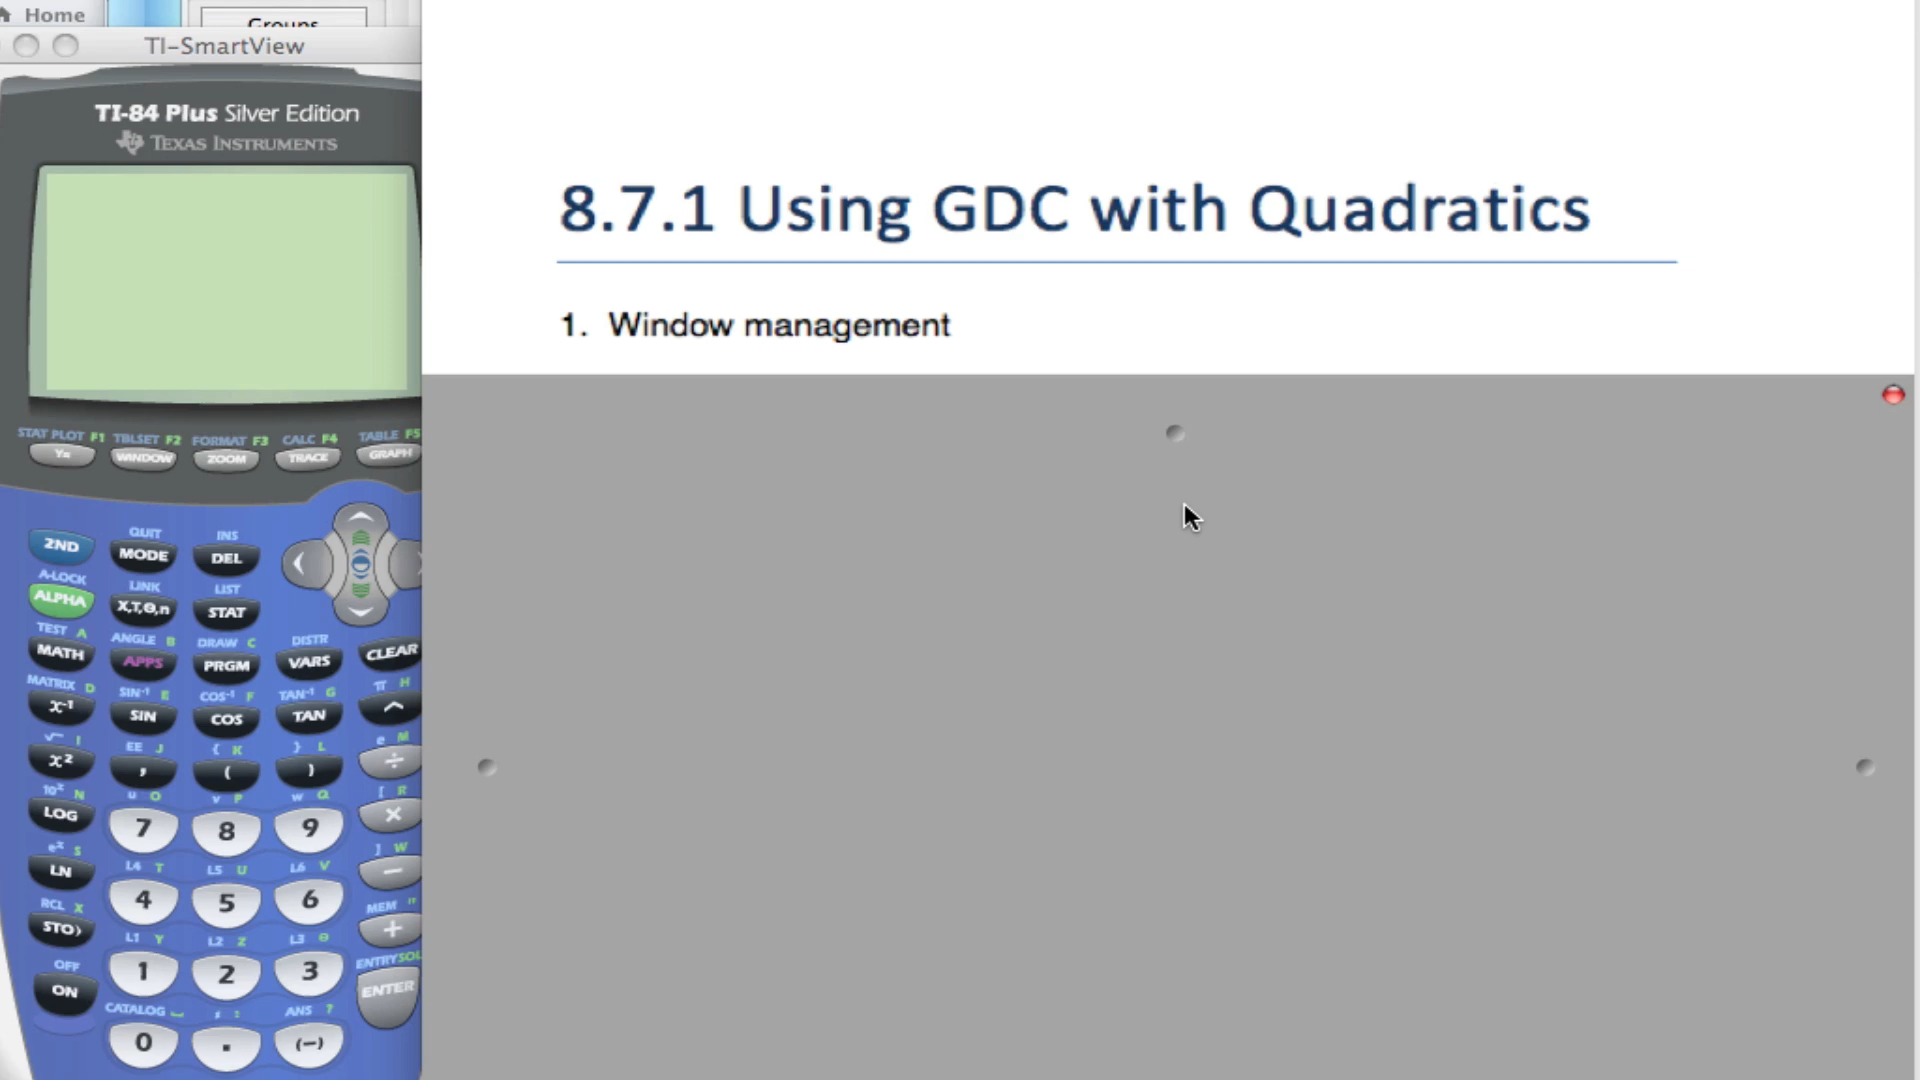 Home
Groups
TI-SmartView
TI-84 Plus Silver Edition
TEXAS INSTRUMENTS
8.7.1 Using GDC with Quadratics
1. Window management
STAT PLOT F1 TBLSET F2 FORMAT F3 CALC F4 TABLE F5
Y= WINDOW ZOOM TRACE GRAPH
QUIT INS
2ND MODE DEL
A-LOCK LINK LIST
ALPHA X,T,Θ,n STAT
TEST A ANGLE B DRAW C DISTR
MATH APPS PRGM VARS CLEAR
MATRIX D SIN⁻¹ E COS⁻¹ F TAN⁻¹ G π H
x⁻¹ SIN COS TAN ^
√ I EE J { K } L e M
x² , ( ) ÷
10ˣ N u O v P w Q [ R
LOG 7 8 9 ×
eˣ S L4 T L5 U L6 V ] W
LN 4 5 6 −
RCL X L1 Y L2 Z L3 θ MEM "
STO› 1 2 3 +
OFF ENTRY SOL
ON ENTER
CATALOG ⎵ ⁏ : ANS ?
0 . (−)